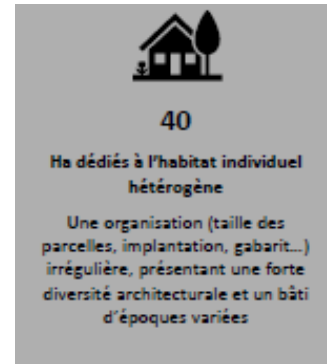 40
Ha dédiés à l'habitat individuel
hétérogène
Une organisation (taille des
parcelles, implantation, gabarit...)
irrégulière, présentant une forte
diversité architecturale et un bâti
d'époques variées